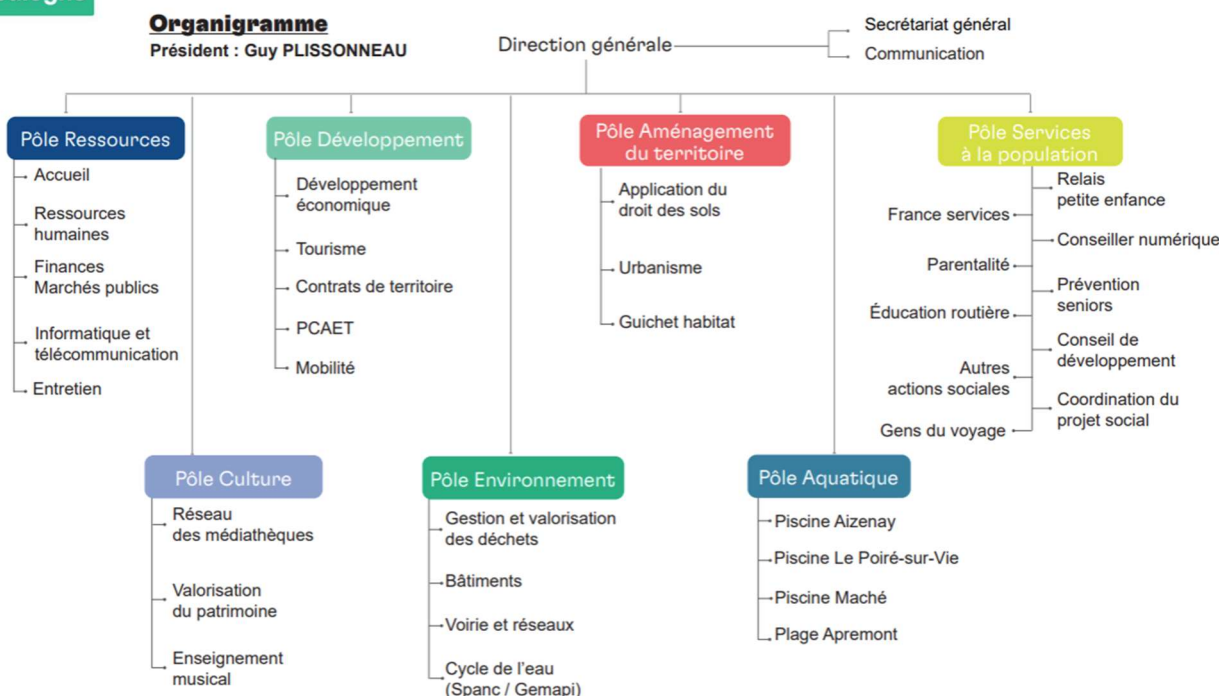 Organigramme
Président : Guy PLISSONNEAU
Direction générale
Secrétariat général
Communication
Pôle Ressources
Accueil
Ressources
humaines
Finances
Marchés publics
Informatique et
télécommunication
Entretien
Pôle Développement
Développement
économique
Tourisme
Contrats de territoire
PCAET
Mobilité
Pôle Aménagement
du territoire
Application du
droit des sols
Urbanisme
Guichet habitat
Pôle Services
à la population
Relais
petite enfance
France services
Conseiller numérique
Parentalité
Prévention
seniors
Éducation routière
Conseil de
développement
Autres
actions sociales
Coordination du
projet social
Gens du voyage
Pôle Culture
Réseau
des médiathèques
Valorisation
du patrimoine
Enseignement
musical
Pôle Environnement
Gestion et valorisation
des déchets
Bâtiments
Voirie et réseaux
Cycle de l'eau
(Spanc / Gemapi)
Pôle Aquatique
Piscine Aizenay
Piscine Le Poiré-sur-Vie
Piscine Maché
Plage Apremont